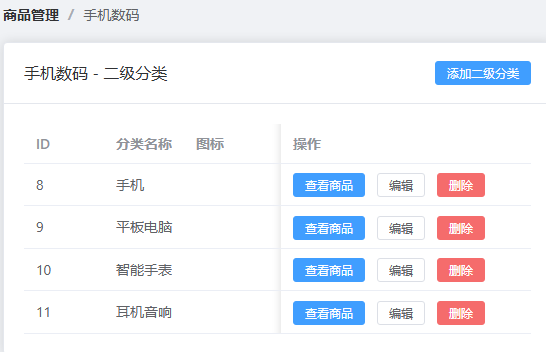 商品管理 / 手机数码
手机数码 - 二级分类 添加二级分类
ID 分类名称 图标 操作
8 手机 查看商品 编辑 删除
9 平板电脑 查看商品 编辑 删除
10 智能手表 查看商品 编辑 删除
11 耳机音响 查看商品 编辑 删除